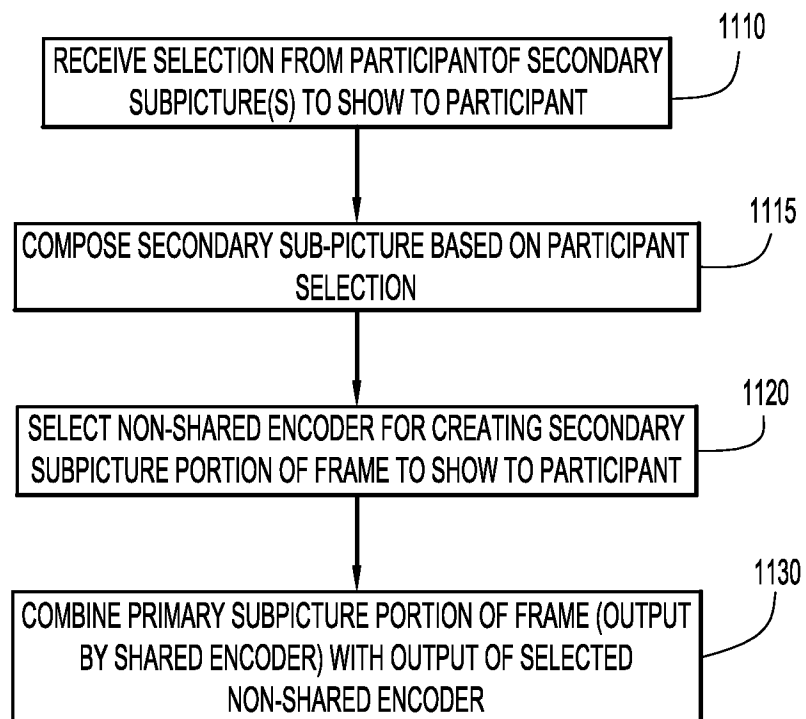 1110
RECEIVE SELECTION FROM PARTICIPANTOF SECONDARY
SUBPICTURE(S) TO SHOW TO PARTICIPANT
1115
COMPOSE SECONDARY SUB-PICTURE BASED ON PARTICIPANT
SELECTION
1120
SELECT NON-SHARED ENCODER FOR CREATING SECONDARY
SUBPICTURE PORTION OF FRAME TO SHOW TO PARTICIPANT
1130
COMBINE PRIMARY SUBPICTURE PORTION OF FRAME (OUTPUT
BY SHARED ENCODER) WITH OUTPUT OF SELECTED
NON-SHARED ENCODER